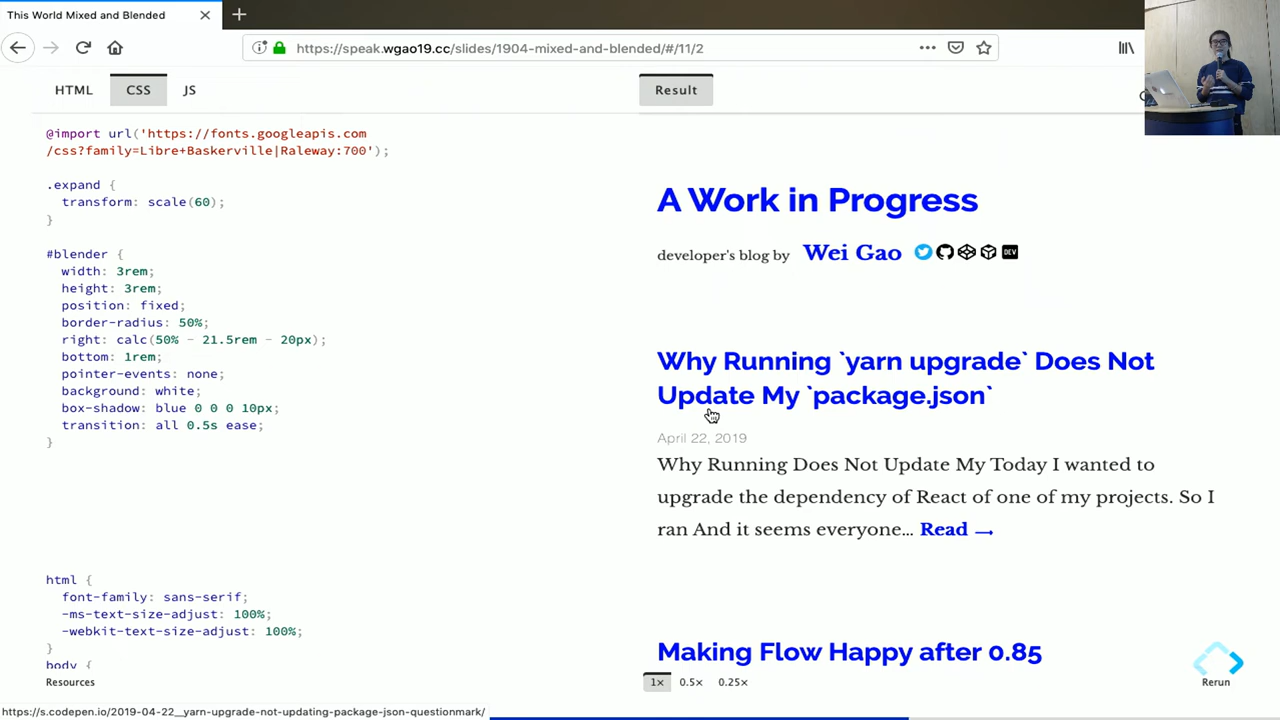 This World Mixed and Blended
https://speak.wgao19.cc/slides/1904-mixed-and-blended/#/11/2
HTML
CSS
JS
Result
@import url('https://fonts.googleapis.com
/css?family=Libre+Baskerville|Raleway:700');
.expand {
transform: scale(60);
}
#blender {
width: 3rem;
height: 3rem;
position: fixed;
border-radius: 50%;
right: calc(50% - 21.5rem - 20px);
bottom: 1rem;
pointer-events: none;
background: white;
box-shadow: blue 0 0 0 10px;
transition: all 0.5s ease;
}
html {
font-family: sans-serif;
-ms-text-size-adjust: 100%;
-webkit-text-size-adjust: 100%;
}
body {
Resources
A Work in Progress
developer's blog by Wei Gao DEV
Why Running `yarn upgrade` Does Not
Update My `package.json`
April 22, 2019
Why Running Does Not Update My Today I wanted to
upgrade the dependency of React of one of my projects. So I
ran And it seems everyone… Read →
Making Flow Happy after 0.85
1×
0.5×
0.25×
Rerun
https://s.codepen.io/2019-04-22__yarn-upgrade-not-updating-package-json-questionmark/